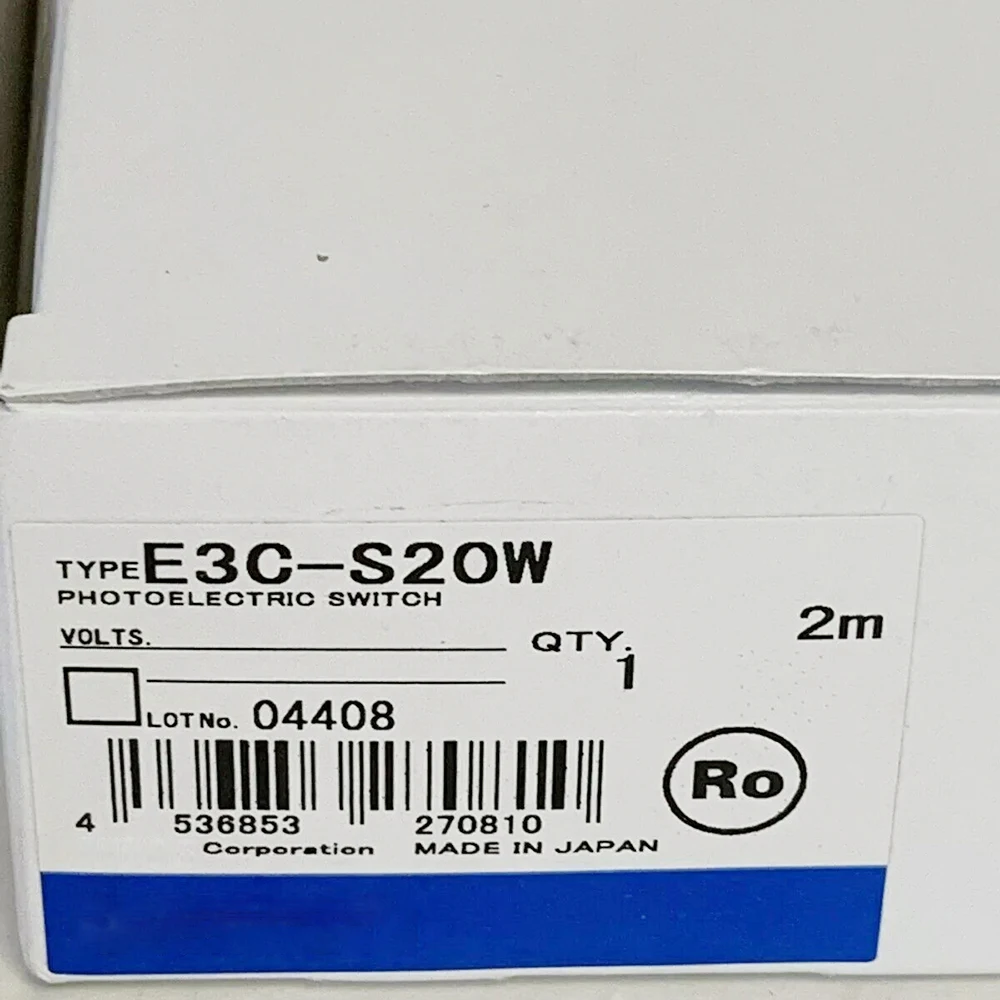 TYPE E3C-S20W
PHOTOELECTRIC SWITCH
VOLTS.
QTY. 1
2m
LOT No. 04408
Ro
4 536853 270810
Corporation MADE IN JAPAN